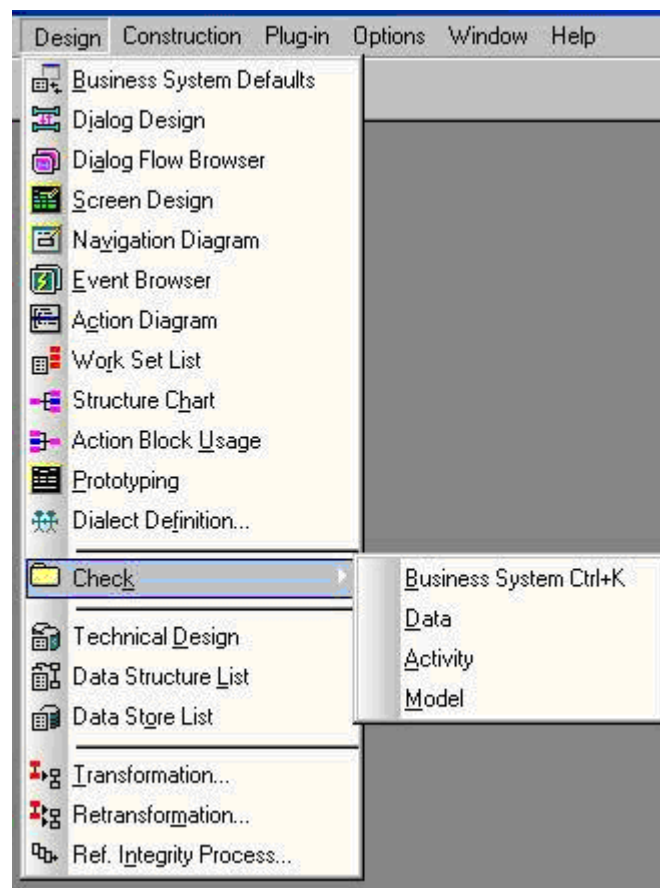 Design Construction Plug-in Options Window Help
Business System Defaults
Dialog Design
Dialog Flow Browser
Screen Design
Navigation Diagram
Event Browser
Action Diagram
Work Set List
Structure Chart
Action Block Usage
Prototyping
Dialect Definition...
Check
Business System Ctrl+K
Data
Activity
Model
Technical Design
Data Structure List
Data Store List
Transformation...
Retransformation...
Ref. Integrity Process...